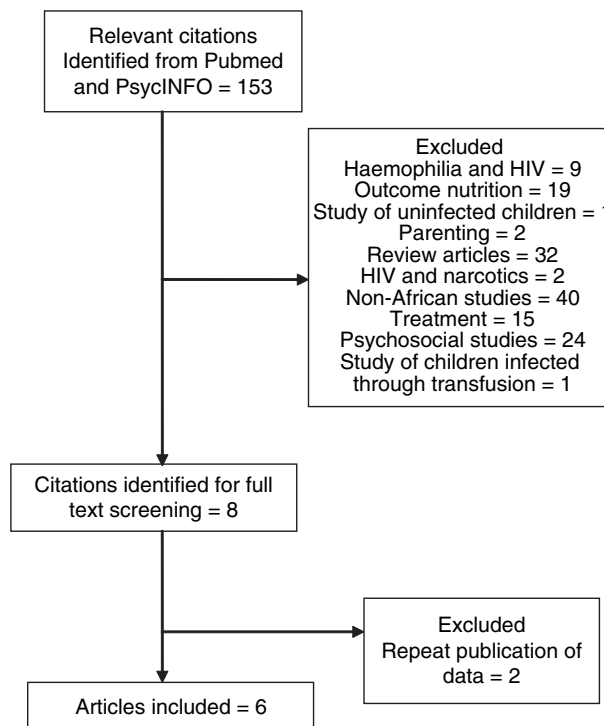 Relevant citations
Identified from Pubmed
and PsycINFO = 153
Excluded
Haemophilia and HIV = 9
Outcome nutrition = 19
Study of uninfected children =
Parenting = 2
Review articles = 32
HIV and narcotics = 2
Non-African studies = 40
Treatment = 15
Psychosocial studies = 24
Study of children infected
through transfusion = 1
Citations identified for full
text screening = 8
Excluded
Repeat publication of
data = 2
Articles included = 6